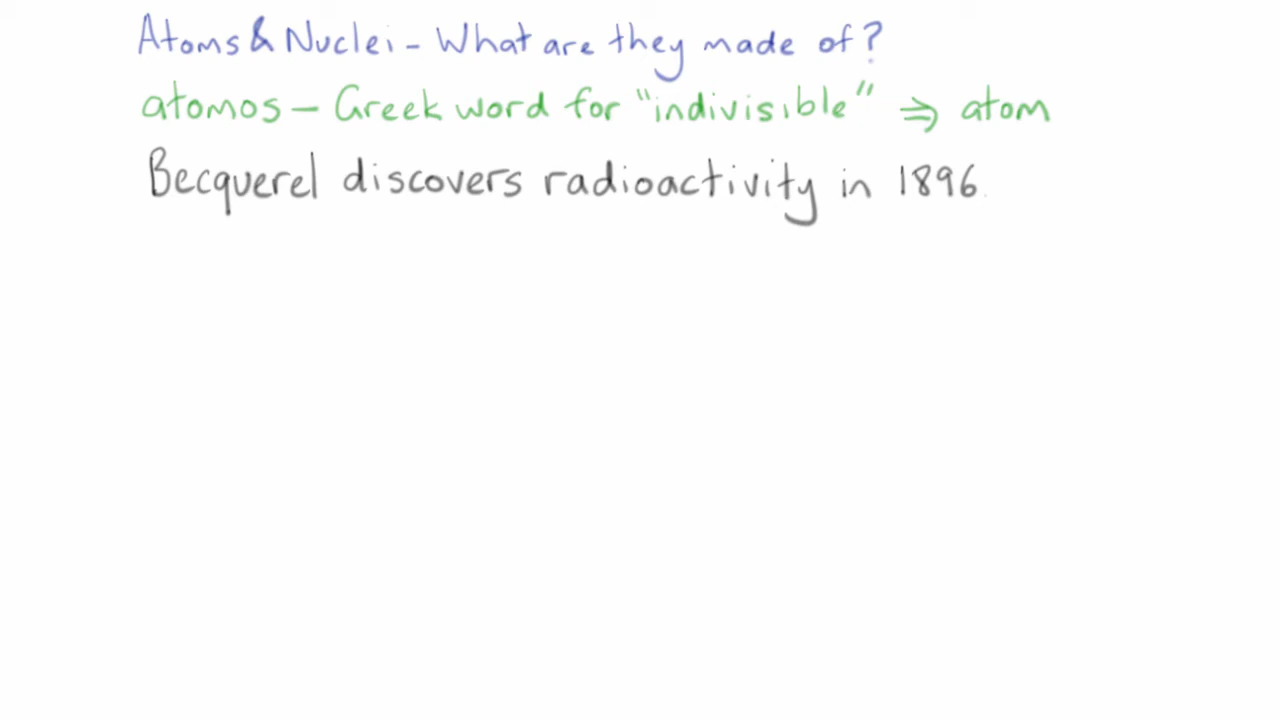 Atoms & Nuclei - What are they made of?
atomos — Greek word for "indivisible" ⇒ atom
Becquerel discovers radioactivity in 1896.